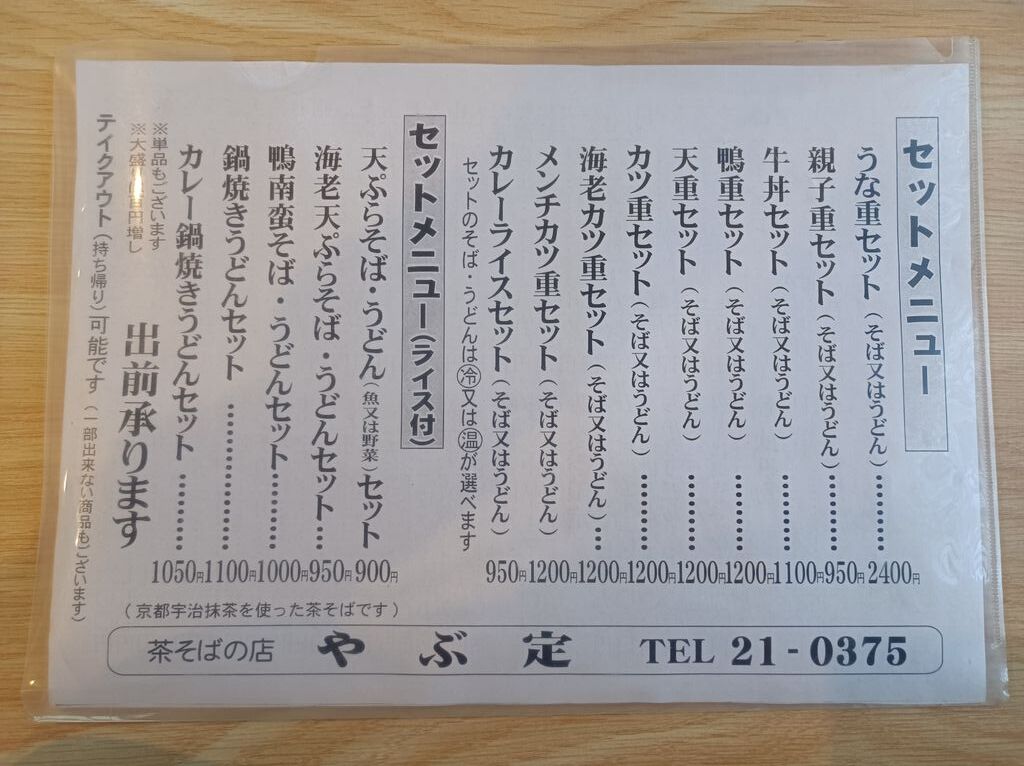 セットメニュー
うな重セット(そば又はうどん)………2400円
親子重セット(そば又はうどん)………950円
牛丼セット(そば又はうどん)………1100円
鴨重セット(そば又はうどん)………1200円
天重セット(そば又はうどん)………1200円
カツ重セット(そば又はうどん)………1200円
海老カツ重セット(そば又はうどん)…1200円
メンチカツ重セット(そば又はうどん)1200円
カレーライスセット(そば又はうどん)950円
セットのそば・うどんは㊀冷又は温が選べます
セットメニュー(ライス付)
天ぷらそば・うどん(魚又は野菜)セット900円
海老天ぷらそば・うどんセット…950円
鴨南蛮そば・うどんセット………1000円
鍋焼きうどんセット……………1100円
カレー鍋焼きうどんセット………1050円
※単品もございます
※大盛 円増し
出前承ります
テイクアウト(持ち帰り)可能です(一部出来ない商品もございます)
(京都宇治抹茶を使った茶そばです)
茶そばの店 やぶ定 TEL 21-0375